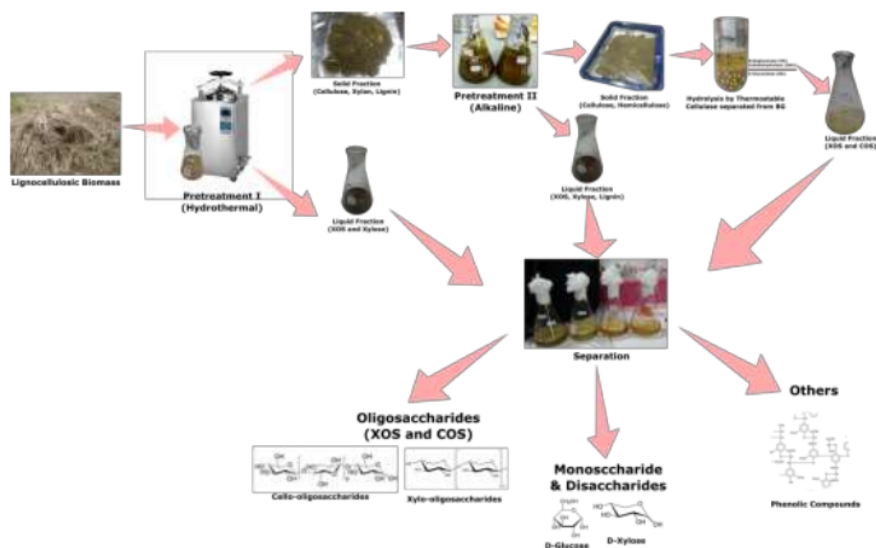 Lignocellulosic Biomass
Pretreatment I
(Hydrothermal)
Solid Fraction
(Cellulose, Xylan, Lignin)
Pretreatment II
(Alkaline)
Solid Fraction
(Cellulose, Hemicellulose)
Hydrolysis by Thermostable
Cellulase separated from BG
Liquid Fraction
(XOS and COS)
Liquid Fraction
(XOS and Xylose)
Liquid Fraction
(XOS, Xylose, Lignin)
Separation
Oligosaccharides
(XOS and COS)
Cello-oligosaccharides
Xylo-oligosaccharides
Monosccharide
& Disaccharides
D-Glucose
D-Xylose
Others
Phenolic Compounds